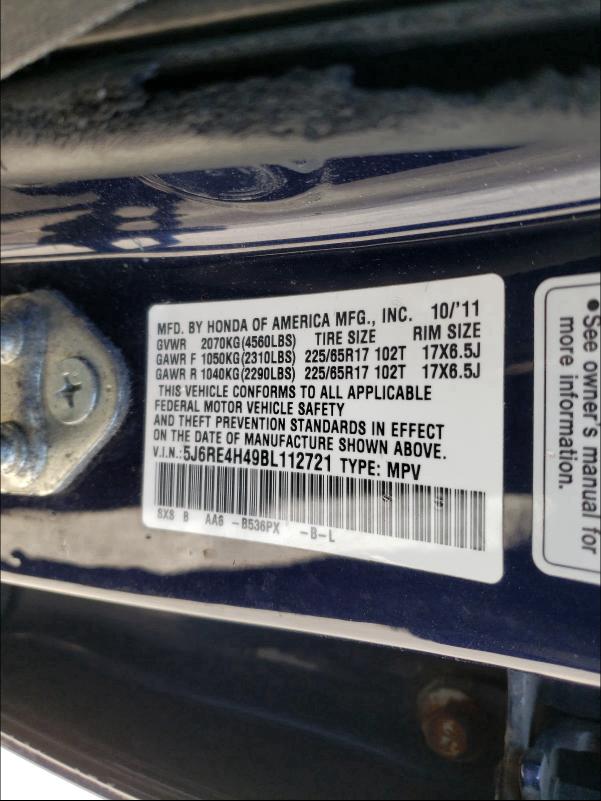 MFD. BY HONDA OF AMERICA MFG., INC. 10/'11
GVWR 2070KG(4560LBS) TIRE SIZE RIM SIZE
GAWR F 1050KG(2310LBS) 225/65R17 102T 17X6.5J
GAWR R 1040KG(2290LBS) 225/65R17 102T 17X6.5J
THIS VEHICLE CONFORMS TO ALL APPLICABLE
FEDERAL MOTOR VEHICLE SAFETY
AND THEFT PREVENTION STANDARDS IN EFFECT
ON THE DATE OF MANUFACTURE SHOWN ABOVE.
V.I.N.:5J6RE4H49BL112721 TYPE: MPV
SXS B AA6 -B536PX -B-L
•See owner's manual for
more information.